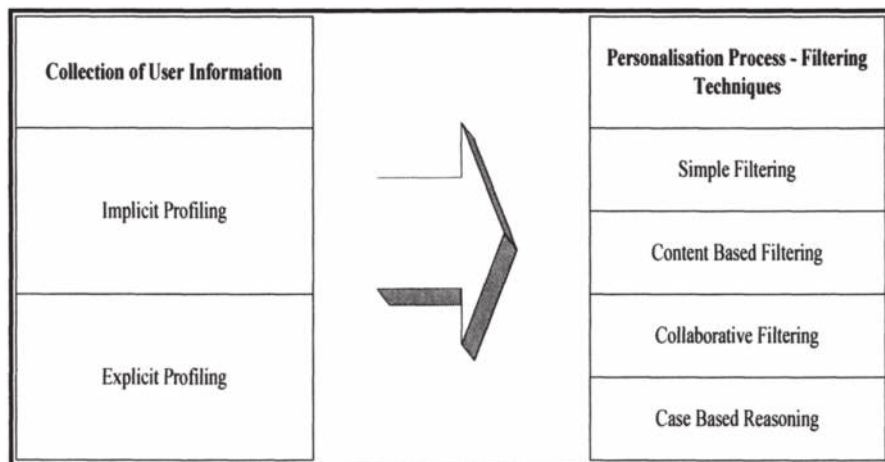 Collection of User Information
Implicit Profiling
Explicit Profiling
Personalisation Process - Filtering
Techniques
Simple Filtering
Content Based Filtering
Collaborative Filtering
Case Based Reasoning